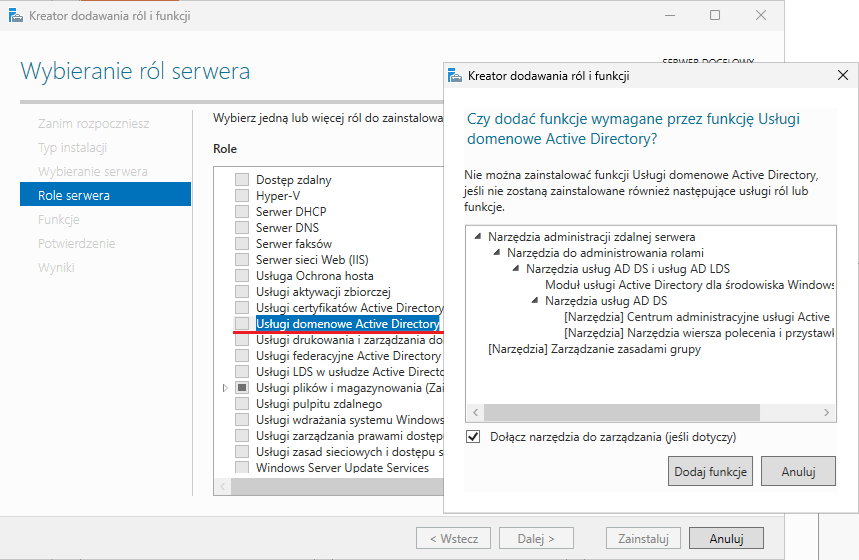 Kreator dodawania ról i funkcji
Wybieranie ról serwera
SERWER DOCELOWY
Zanim rozpoczniesz
Typ instalacji
Wybieranie serwera
Role serwera
Funkcje
Potwierdzenie
Wyniki
Wybierz jedną lub więcej ról do zainstalowa
Role
Dostęp zdalny
Hyper-V
Serwer DHCP
Serwer DNS
Serwer faksów
Serwer sieci Web (IIS)
Usługa Ochrona hosta
Usługi aktywacji zbiorczej
Usługi certyfikatów Active Directory
Usługi domenowe Active Directory
Usługi drukowania i zarządzania do
Usługi federacyjne Active Directory
Usługi LDS w usłudze Active Directo
Usługi plików i magazynowania (Zai
Usługi pulpitu zdalnego
Usługi wdrażania systemu Windows
Usługi zarządzania prawami dostępu
Usługi zasad sieciowych i dostępu s
Windows Server Update Services
< Wstecz
Dalej >
Zainstaluj
Anuluj
Kreator dodawania ról i funkcji
Czy dodać funkcje wymagane przez funkcję Usługi
domenowe Active Directory?
Nie można zainstalować funkcji Usługi domenowe Active Directory,
jeśli nie zostaną zainstalowane również następujące usługi ról lub
funkcje.
Narzędzia administracji zdalnej serwera
Narzędzia do administrowania rolami
Narzędzia usług AD DS i usług AD LDS
Moduł usługi Active Directory dla środowiska Windows
Narzędzia usług AD DS
[Narzędzia] Centrum administracyjne usługi Active
[Narzędzia] Narzędzia wiersza polecenia i przystawk
[Narzędzia] Zarządzanie zasadami grupy
Dołącz narzędzia do zarządzania (jeśli dotyczy)
Dodaj funkcje
Anuluj